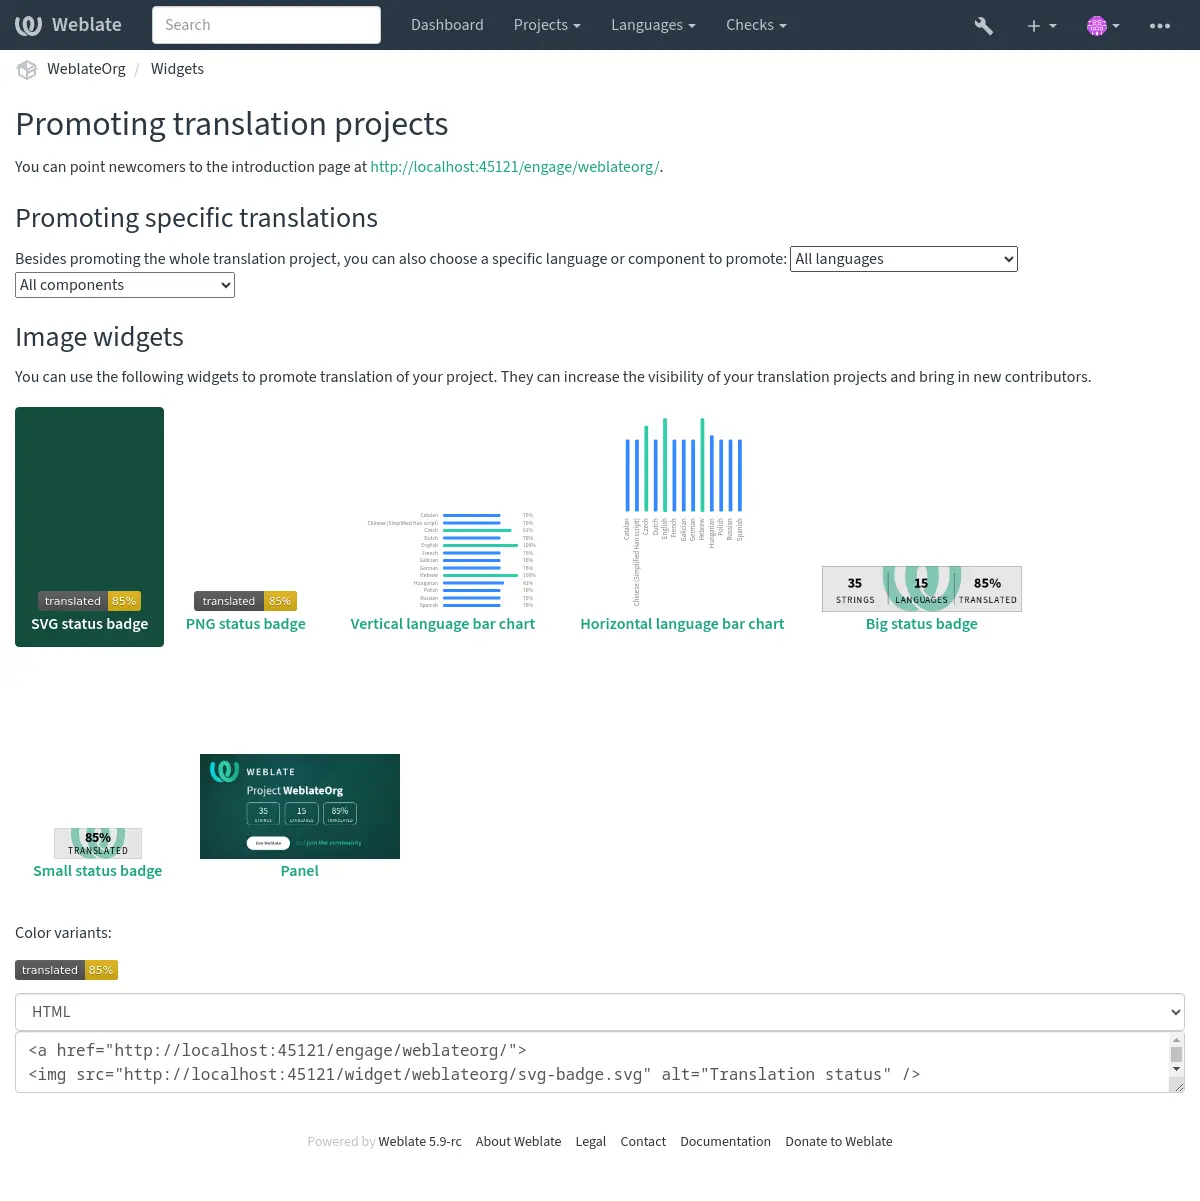 Weblate
Search
Dashboard
Projects
Languages
Checks
WeblateOrg / Widgets
Promoting translation projects
You can point newcomers to the introduction page at http://localhost:45121/engage/weblateorg/.
Promoting specific translations
Besides promoting the whole translation project, you can also choose a specific language or component to promote: All languages
All components
Image widgets
You can use the following widgets to promote translation of your project. They can increase the visibility of your translation projects and bring in new contributors.
translated 85%
SVG status badge
translated 85%
PNG status badge
Catalan 78%
Chinese (Simplified Han script) 78%
Czech 93%
Dutch 78%
English 100%
French 78%
Galician 78%
German 78%
Hebrew 100%
Hungarian 83%
Polish 78%
Russian 78%
Spanish 78%
Vertical language bar chart
Catalan
Chinese (Simplified Han script)
Czech
Dutch
English
French
Galician
German
Hebrew
Hungarian
Polish
Russian
Spanish
Horizontal language bar chart
35 15 85%
STRINGS LANGUAGES TRANSLATED
Big status badge
85%
TRANSLATED
Small status badge
WEBLATE
Project WeblateOrg
35 15 85%
STRINGS LANGUAGES TRANSLATED
Use Weblate and join the community
Panel
Color variants:
translated 85%
HTML
<a href="http://localhost:45121/engage/weblateorg/">
<img src="http://localhost:45121/widget/weblateorg/svg-badge.svg" alt="Translation status" />
Powered by Weblate 5.9-rc About Weblate Legal Contact Documentation Donate to Weblate